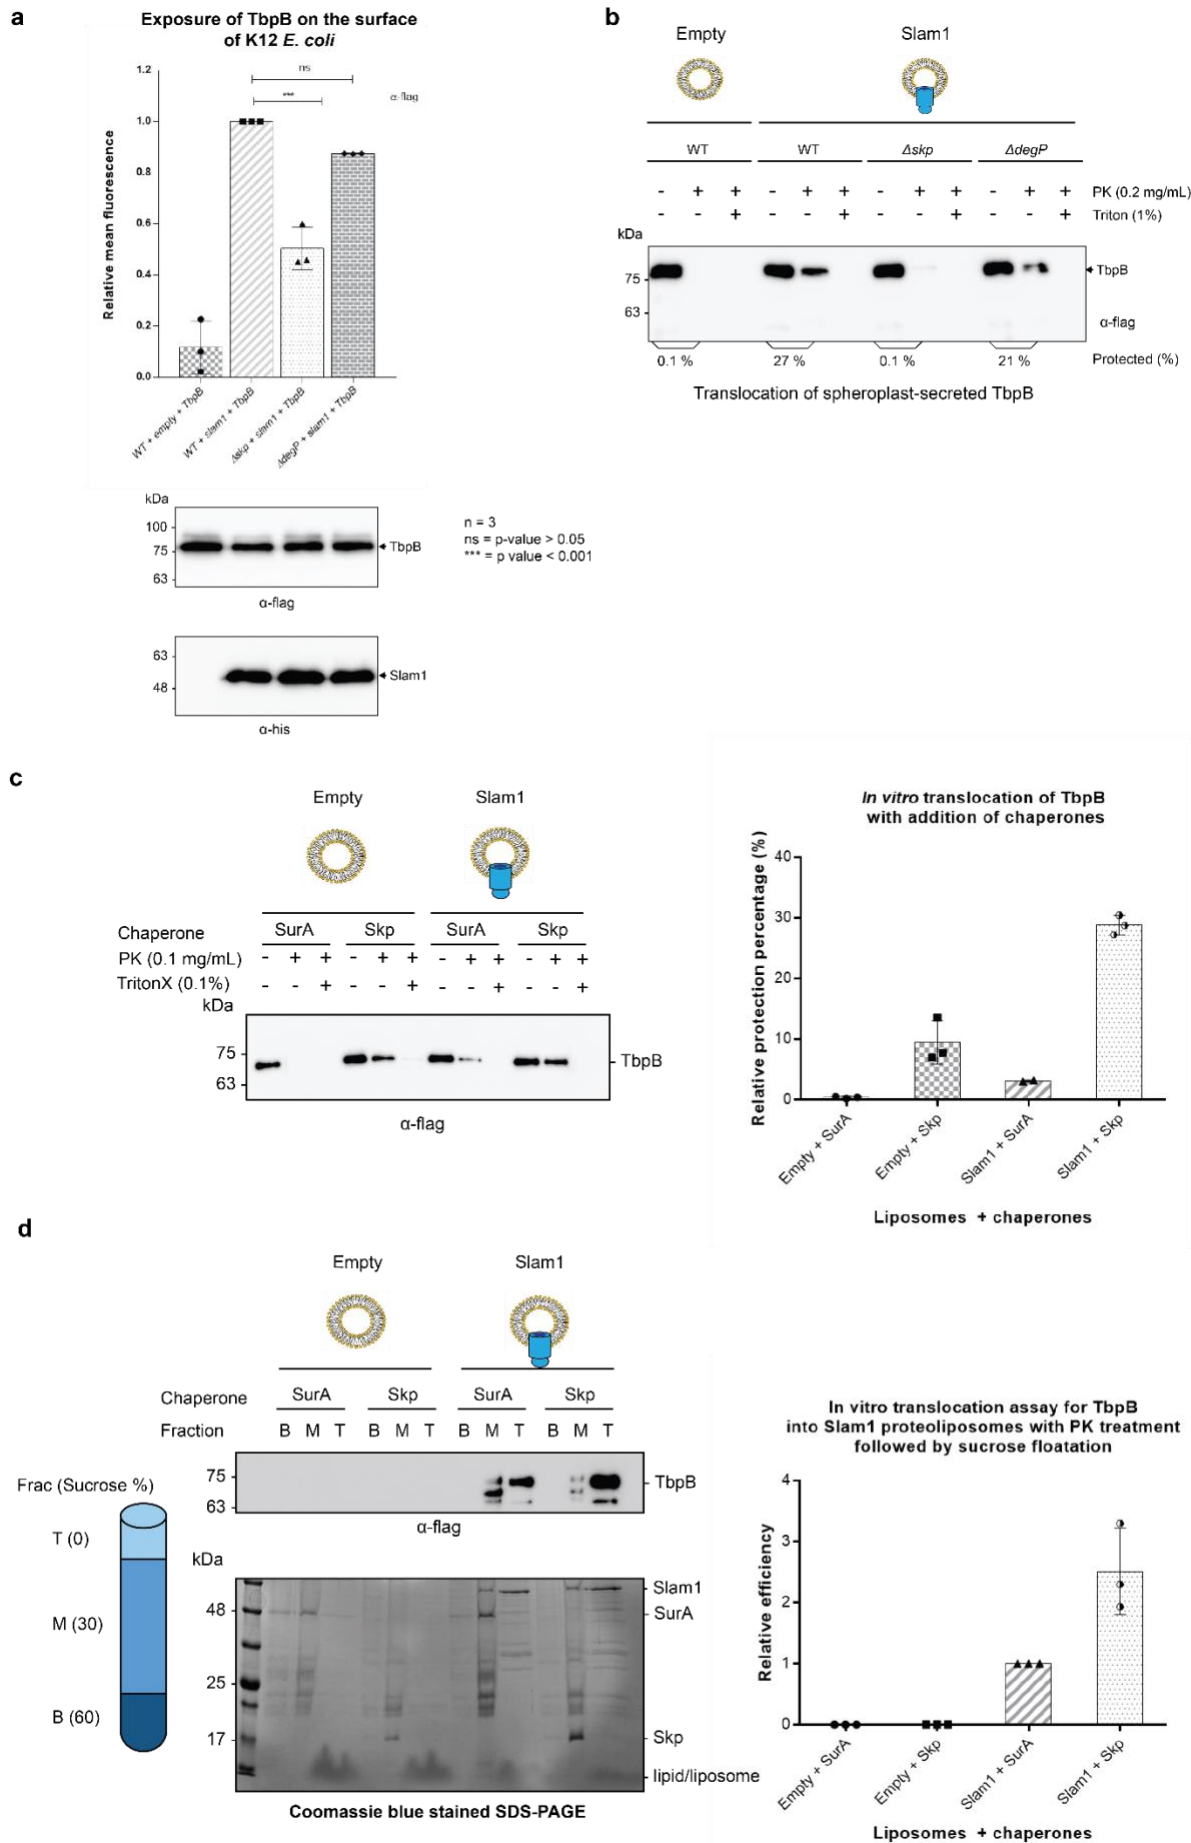 a
Exposure of TbpB on the surface
of K12 E. coli
Relative mean fluorescence
1.2
1.0
0.8
0.6
0.4
0.2
0.0
ns
***
α-flag
WT + empty + TbpB
WT + slam1 + TbpB
Δskp + slam1 + TbpB
ΔdegP + slam1 + TbpB
kDa
100
75
63
TbpB
α-flag
63
48
Slam1
α-his
n = 3
ns = p-value > 0.05
*** = p value < 0.001
b
Empty Slam1
WT WT Δskp ΔdegP
- + + - + + - + + - + + PK (0.2 mg/mL)
- - + - - + - - + - - + Triton (1%)
kDa
75
63
TbpB
α-flag
0.1 % 27 % 0.1 % 21 % Protected (%)
Translocation of spheroplast-secreted TbpB
c
Empty Slam1
Chaperone SurA Skp SurA Skp
PK (0.1 mg/mL) - + + - + + - + + - + +
TritonX (0.1%) - - + - - + - - + - - +
kDa
75
63
TbpB
α-flag
In vitro translocation of TbpB
with addition of chaperones
Relative protection percentage (%)
40
30
20
10
0
Empty + SurA
Empty + Skp
Slam1 + SurA
Slam1 + Skp
Liposomes + chaperones
d
Empty Slam1
Chaperone SurA Skp SurA Skp
Fraction B M T B M T B M T B M T
75
63
TbpB
α-flag
Frac (Sucrose %)
T (0)
M (30)
B (60)
kDa
48
25
17
Slam1
SurA
Skp
lipid/liposome
Coomassie blue stained SDS-PAGE
In vitro translocation assay for TbpB
into Slam1 proteoliposomes with PK treatment
followed by sucrose floatation
Relative efficiency
4
3
2
1
0
Empty + SurA
Empty + Skp
Slam1 + SurA
Slam1 + Skp
Liposomes + chaperones